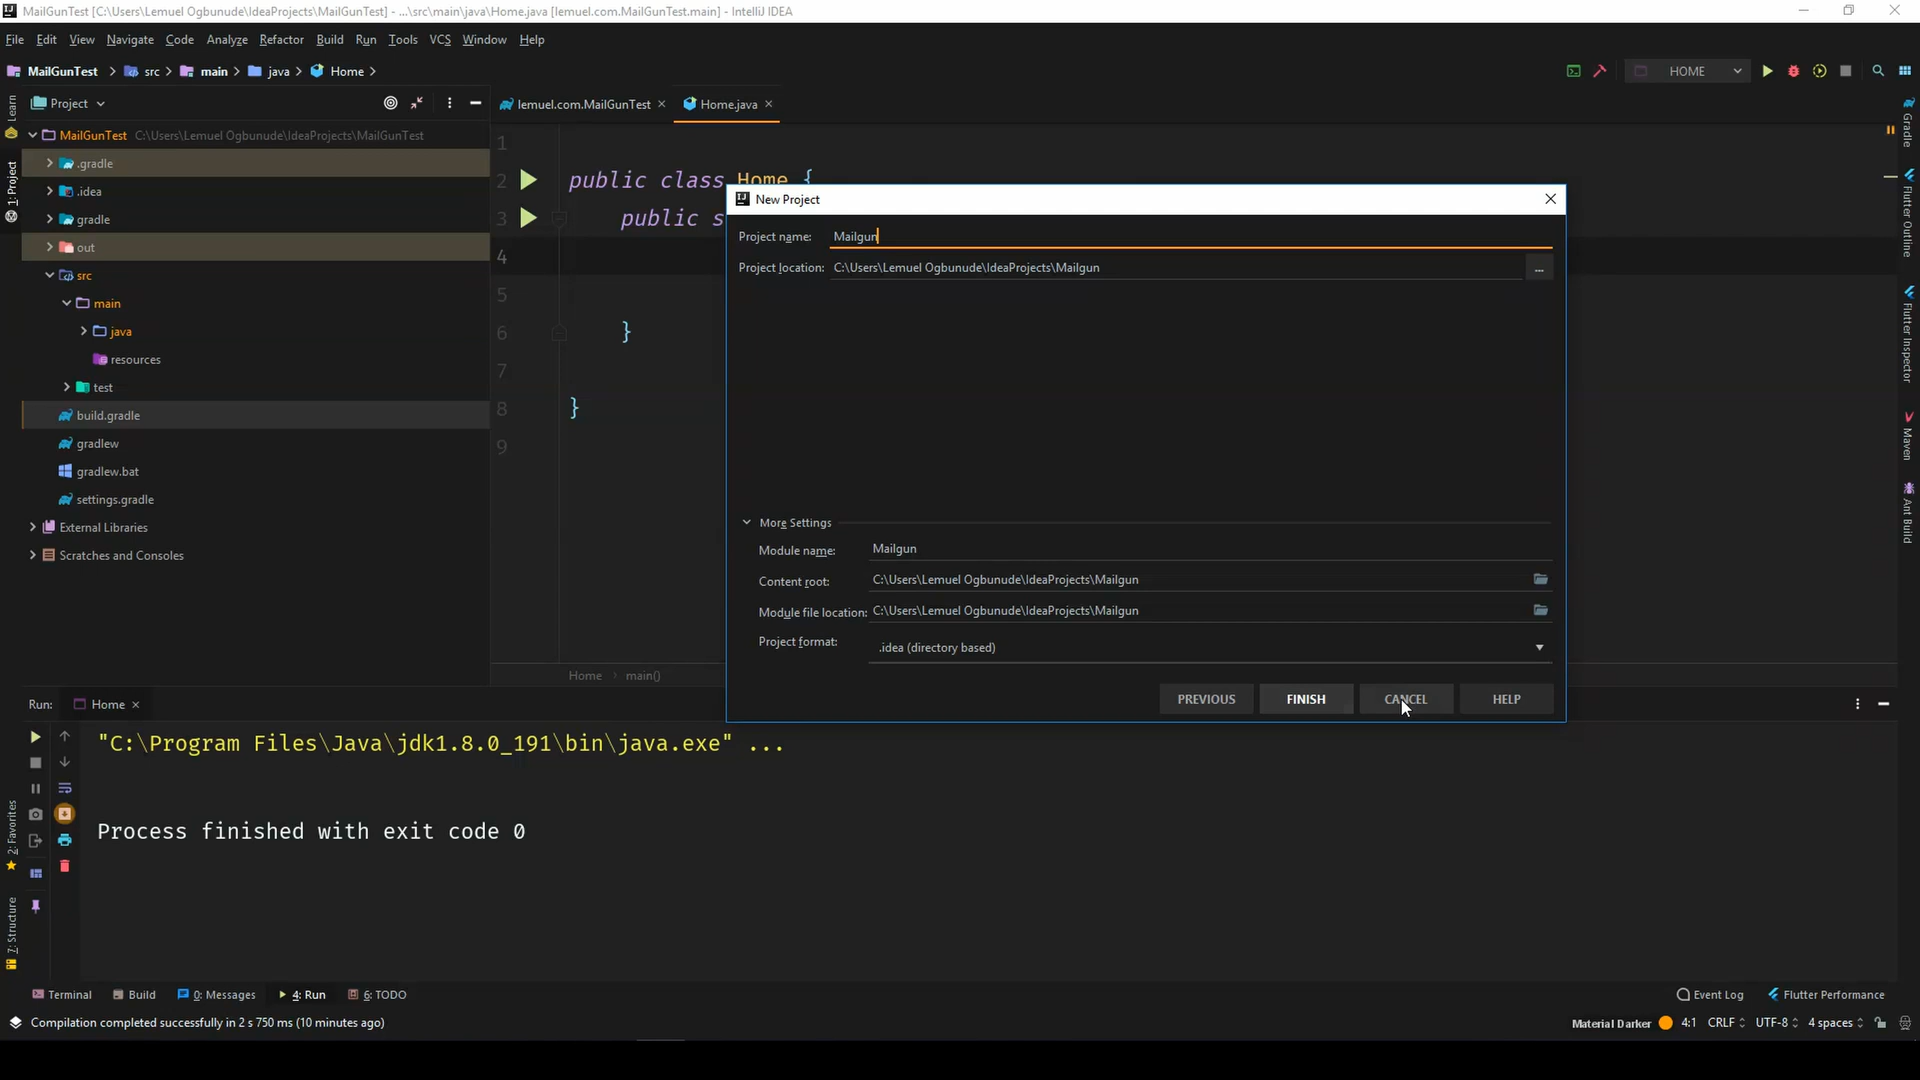 MailGunTest [C:\Users\Lemuel Ogbunude\IdeaProjects\MailGunTest] - ...\src\main\java\Home.java [lemuel.com.MailGunTest.main] - IntelliJ IDEA
File Edit View Navigate Code Analyze Refactor Build Run Tools VCS Window Help
MailGunTest src main java Home HOME
Project
lemuel.com.MailGunTest Home.java
MailGunTest C:\Users\Lemuel Ogbunude\IdeaProjects\MailGunTest
.gradle
.idea
gradle
out
src
main
java
resources
test
build.gradle
gradlew
gradlew.bat
settings.gradle
External Libraries
Scratches and Consoles
Learn
1: Project
2: Favorites
7: Structure
1
2 public class Home {
3 public s
4
5
6 }
7
8 }
9
Home main()
New Project
Project name: Mailgun
Project location: C:\Users\Lemuel Ogbunude\IdeaProjects\Mailgun ...
More Settings
Module name: Mailgun
Content root: C:\Users\Lemuel Ogbunude\IdeaProjects\Mailgun
Module file location: C:\Users\Lemuel Ogbunude\IdeaProjects\Mailgun
Project format: .idea (directory based)
PREVIOUS FINISH CANCEL HELP
Gradle
Flutter Outline
Flutter Inspector
Maven
Ant Build
Run: Home
"C:\Program Files\Java\jdk1.8.0_191\bin\java.exe" ...
Process finished with exit code 0
Terminal Build 0: Messages 4: Run 6: TODO Event Log Flutter Performance
Compilation completed successfully in 2 s 750 ms (10 minutes ago) Material Darker 4:1 CRLF UTF-8 4 spaces